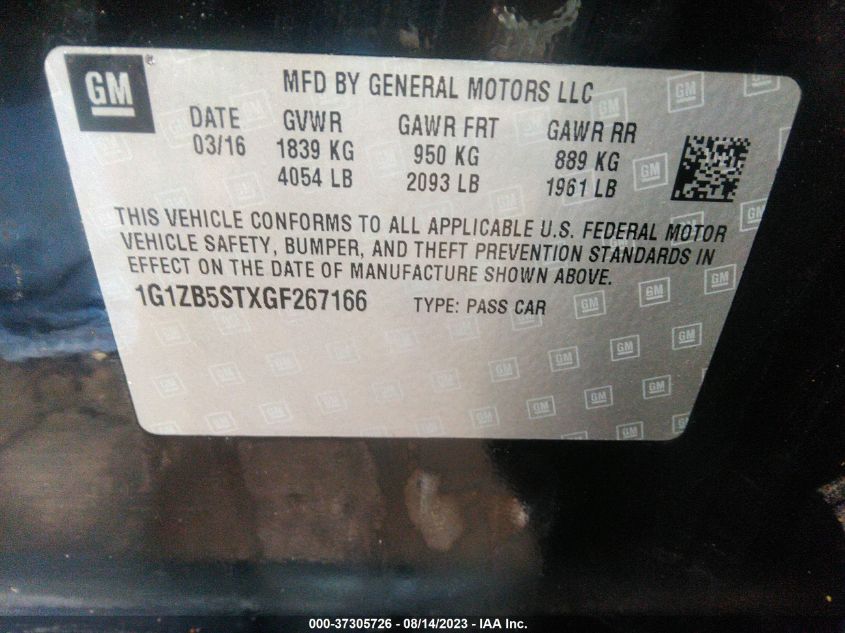 GM
MFD BY GENERAL MOTORS LLC
DATE GVWR GAWR FRT GAWR RR
03/16 1839 KG 950 KG 889 KG
4054 LB 2093 LB 1961 LB
THIS VEHICLE CONFORMS TO ALL APPLICABLE U.S. FEDERAL MOTOR
VEHICLE SAFETY, BUMPER, AND THEFT PREVENTION STANDARDS IN
EFFECT ON THE DATE OF MANUFACTURE SHOWN ABOVE.
1G1ZB5STXGF267166 TYPE: PASS CAR
000-37305726 - 08/14/2023 - IAA Inc.